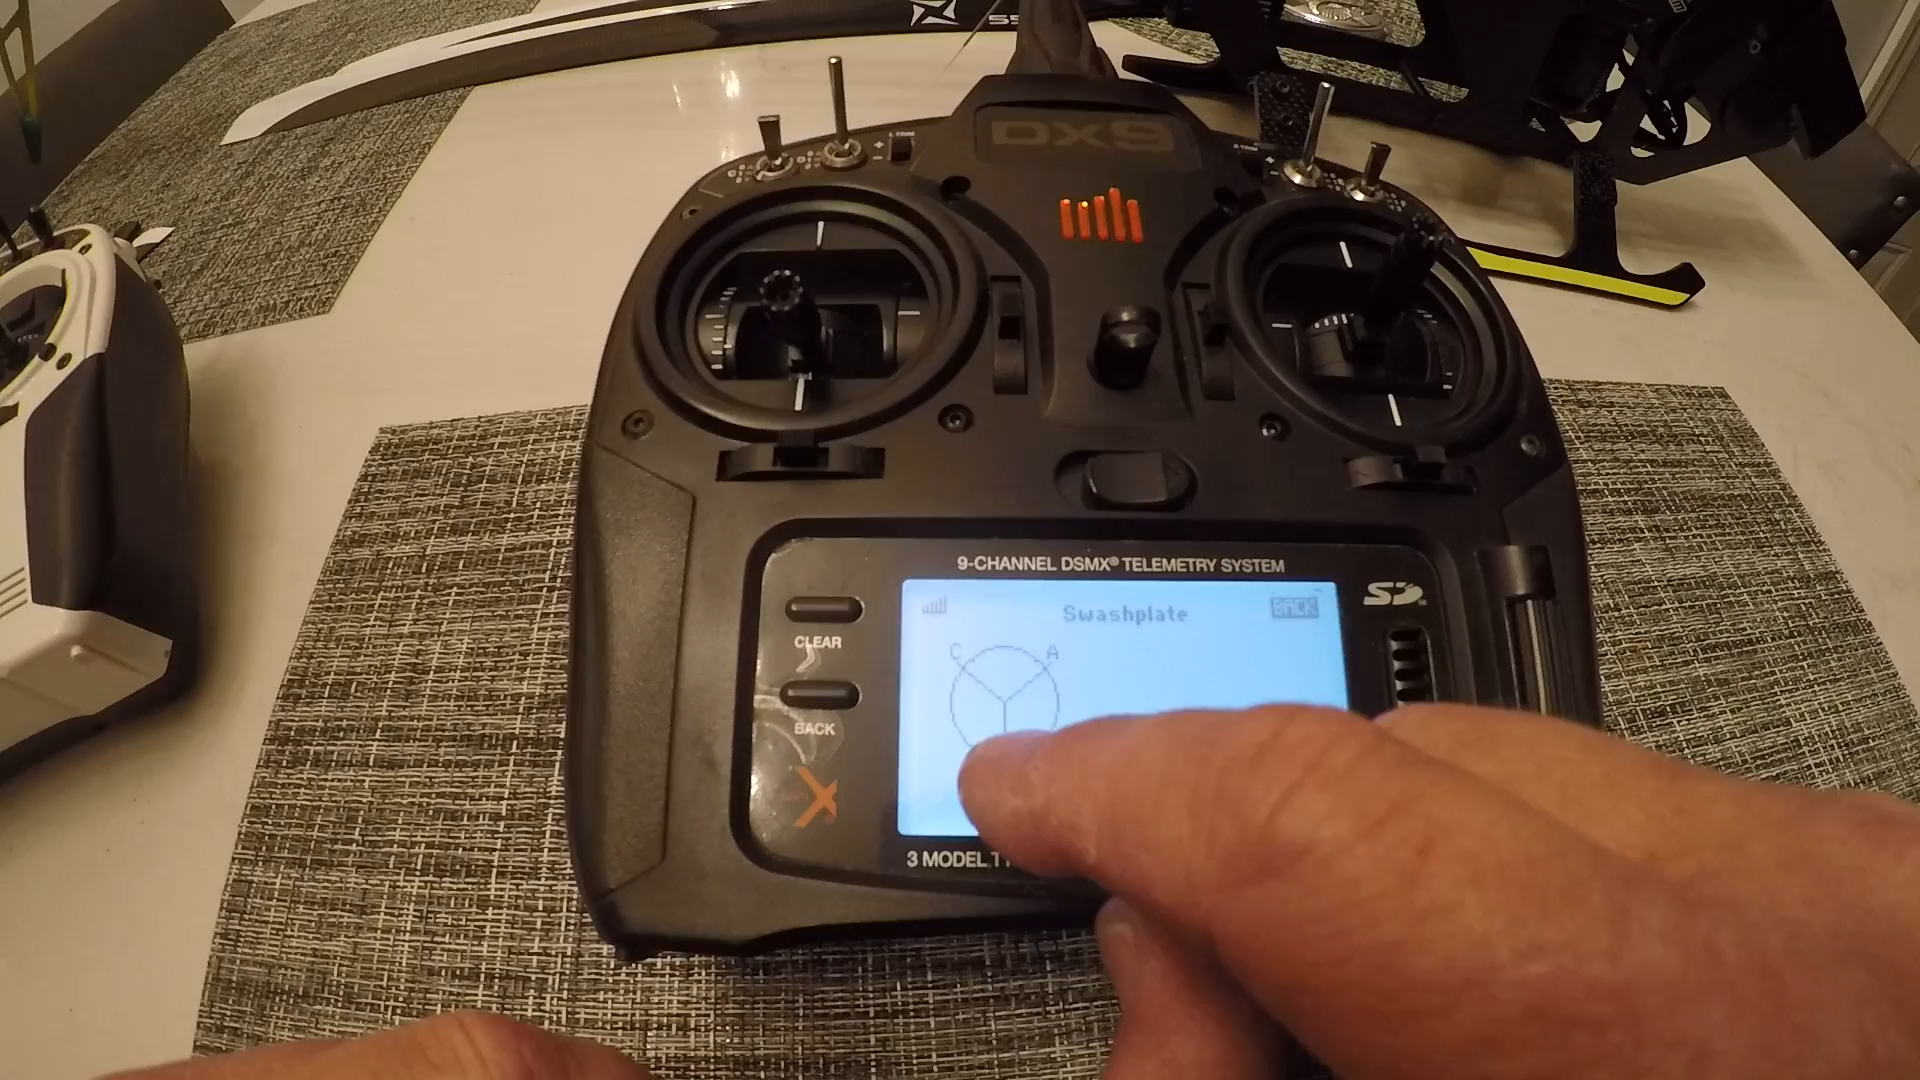 DX9
9-CHANNEL DSMX® TELEMETRY SYSTEM
Swashplate
BACK
C A
CLEAR
BACK
3 MODEL